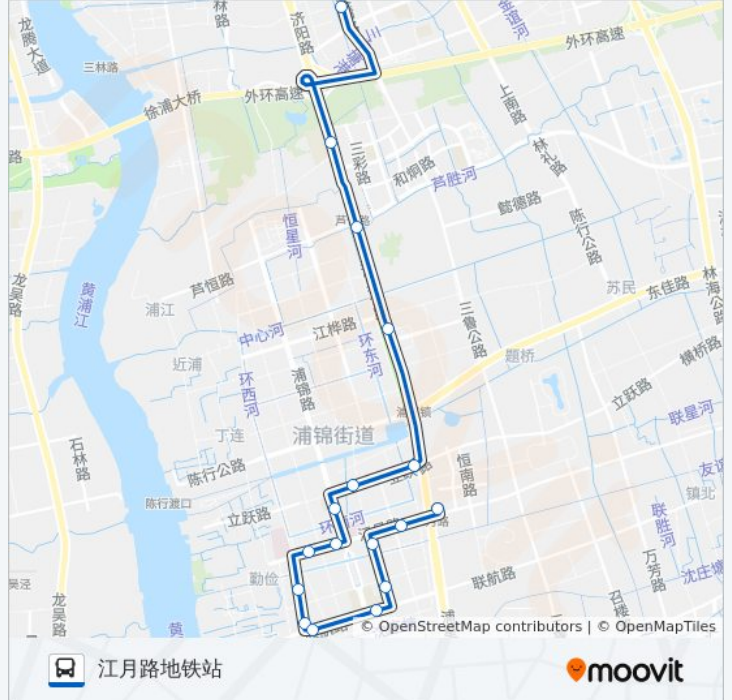 龙腾大道
林路
济阳路
金谊河
三林路
外环高速
徐浦大桥
外环高速
上南路
路
三彩路
林礼路
和炯路
芦胜河
懿德路
恒星河
陈行公路
龙吴路
黄浦江
芦恒路
浦江
苏民
东佳路
林海公路
三鲁公路
江桦路
中心河
环东河
题桥
横桥路
近浦
环西河
浦锦路
立跃路
联星河
丁连
浦锦街道
石林路
陈行公路
恒南路
镇北
陈行渡口
立跃路
联胜河
万芳路
勤俭
联航路
沈庄塘
龙吴路
召楼
黄
浦
© OpenStreetMap contributors | © OpenMapTiles
江月路地铁站
moovit